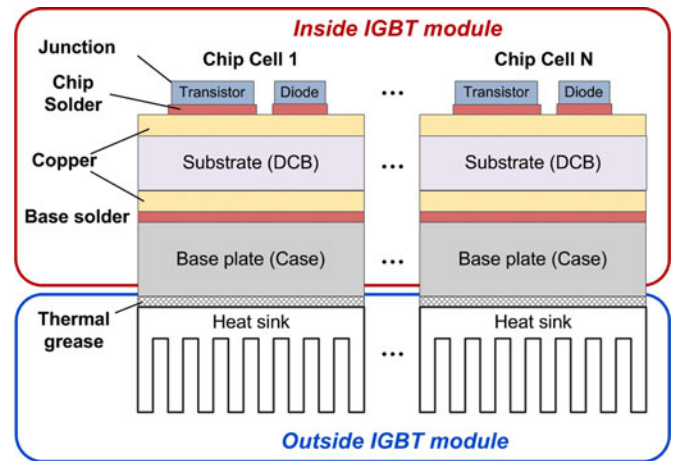 Inside IGBT module
Junction
Chip Cell 1
Chip Cell N
Chip
Solder
Transistor
Diode
...
Transistor
Diode
Copper
Substrate (DCB)
...
Substrate (DCB)
Base solder
Base plate (Case)
...
Base plate (Case)
Thermal
grease
Heat sink
...
Heat sink
Outside IGBT module